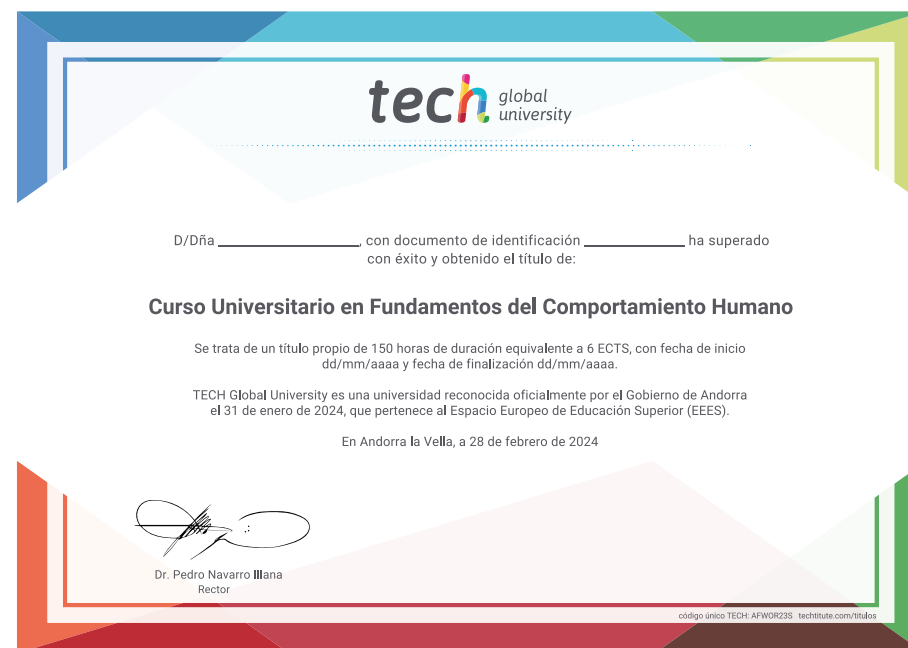 tech global university
D/Dña ____________________, con documento de identificación ______________ ha superado
con éxito y obtenido el título de:
Curso Universitario en Fundamentos del Comportamiento Humano
Se trata de un título propio de 150 horas de duración equivalente a 6 ECTS, con fecha de inicio
dd/mm/aaaa y fecha de finalización dd/mm/aaaa.
TECH Global University es una universidad reconocida oficialmente por el Gobierno de Andorra
el 31 de enero de 2024, que pertenece al Espacio Europeo de Educación Superior (EEES).
En Andorra la Vella, a 28 de febrero de 2024
Dr. Pedro Navarro Illana
Rector
código único TECH: AFWOR23S techtitute.com/titulos